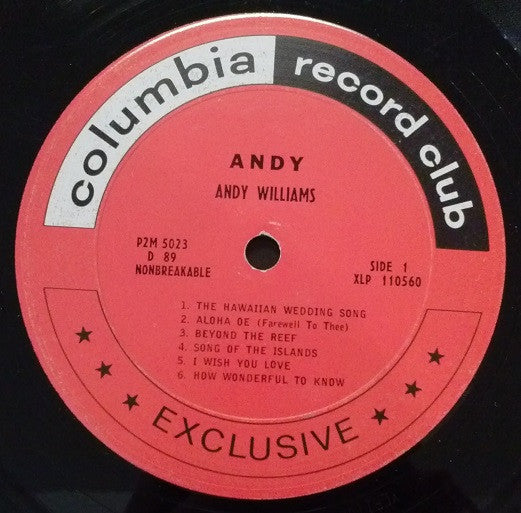 columbia record club
ANDY
ANDY WILLIAMS
P2M 5023
D 89
NONBREAKABLE
SIDE 1
XLP 110560
1. THE HAWAIIAN WEDDING SONG
2. ALOHA OE (Farewell To Thee)
3. BEYOND THE REEF
4. SONG OF THE ISLANDS
5. I WISH YOU LOVE
6. HOW WONDERFUL TO KNOW
★ ★ ★ EXCLUSIVE ★ ★ ★